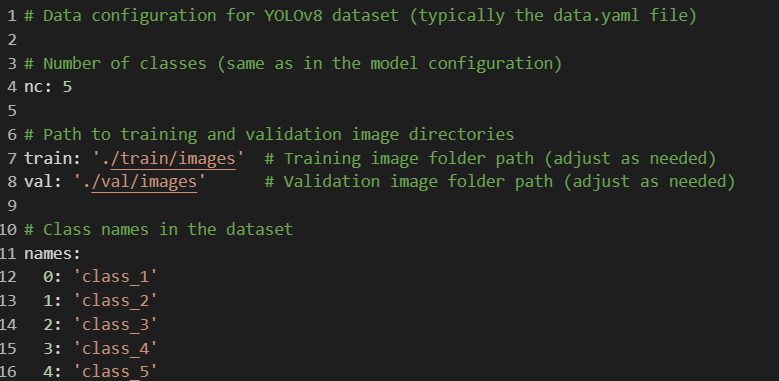 1 # Data configuration for YOLOv8 dataset (typically the data.yaml file)
2
3 # Number of classes (same as in the model configuration)
4 nc: 5
5
6 # Path to training and validation image directories
7 train: './train/images'  # Training image folder path (adjust as needed)
8 val: './val/images'      # Validation image folder path (adjust as needed)
9
10 # Class names in the dataset
11 names:
12   0: 'class_1'
13   1: 'class_2'
14   2: 'class_3'
15   3: 'class_4'
16   4: 'class_5'